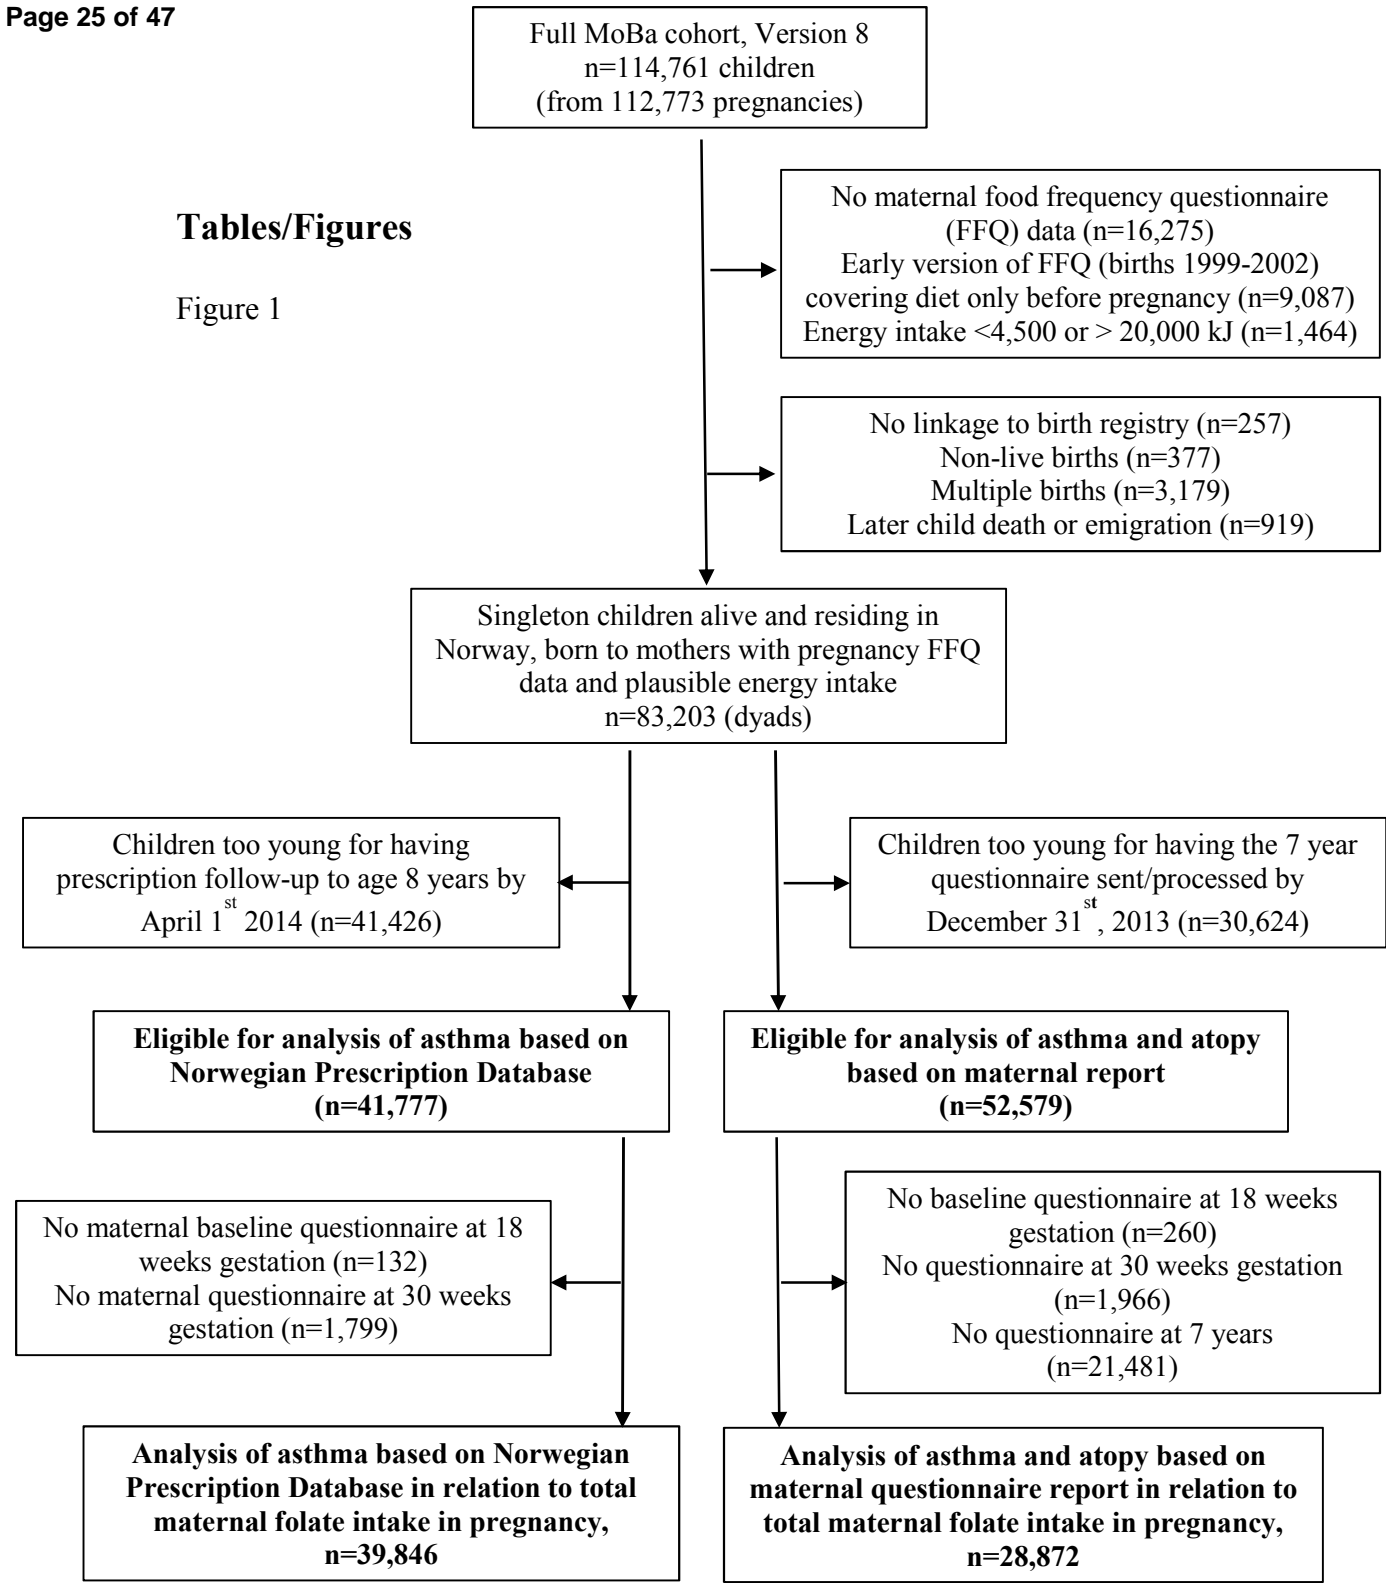 Page 25 of 47
Full MoBa cohort, Version 8
n=114,761 children
(from 112,773 pregnancies)
Tables/Figures
Figure 1
No maternal food frequency questionnaire
(FFQ) data (n=16,275)
Early version of FFQ (births 1999-2002)
covering diet only before pregnancy (n=9,087)
Energy intake <4,500 or > 20,000 kJ (n=1,464)
No linkage to birth registry (n=257)
Non-live births (n=377)
Multiple births (n=3,179)
Later child death or emigration (n=919)
Singleton children alive and residing in
Norway, born to mothers with pregnancy FFQ
data and plausible energy intake
n=83,203 (dyads)
Children too young for having
prescription follow-up to age 8 years by
April 1st 2014 (n=41,426)
Children too young for having the 7 year
questionnaire sent/processed by
December 31st, 2013 (n=30,624)
Eligible for analysis of asthma based on
Norwegian Prescription Database
(n=41,777)
Eligible for analysis of asthma and atopy
based on maternal report
(n=52,579)
No maternal baseline questionnaire at 18
weeks gestation (n=132)
No maternal questionnaire at 30 weeks
gestation (n=1,799)
No baseline questionnaire at 18 weeks
gestation (n=260)
No questionnaire at 30 weeks gestation
(n=1,966)
No questionnaire at 7 years
(n=21,481)
Analysis of asthma based on Norwegian
Prescription Database in relation to total
maternal folate intake in pregnancy,
n=39,846
Analysis of asthma and atopy based on
maternal questionnaire report in relation to
total maternal folate intake in pregnancy,
n=28,872